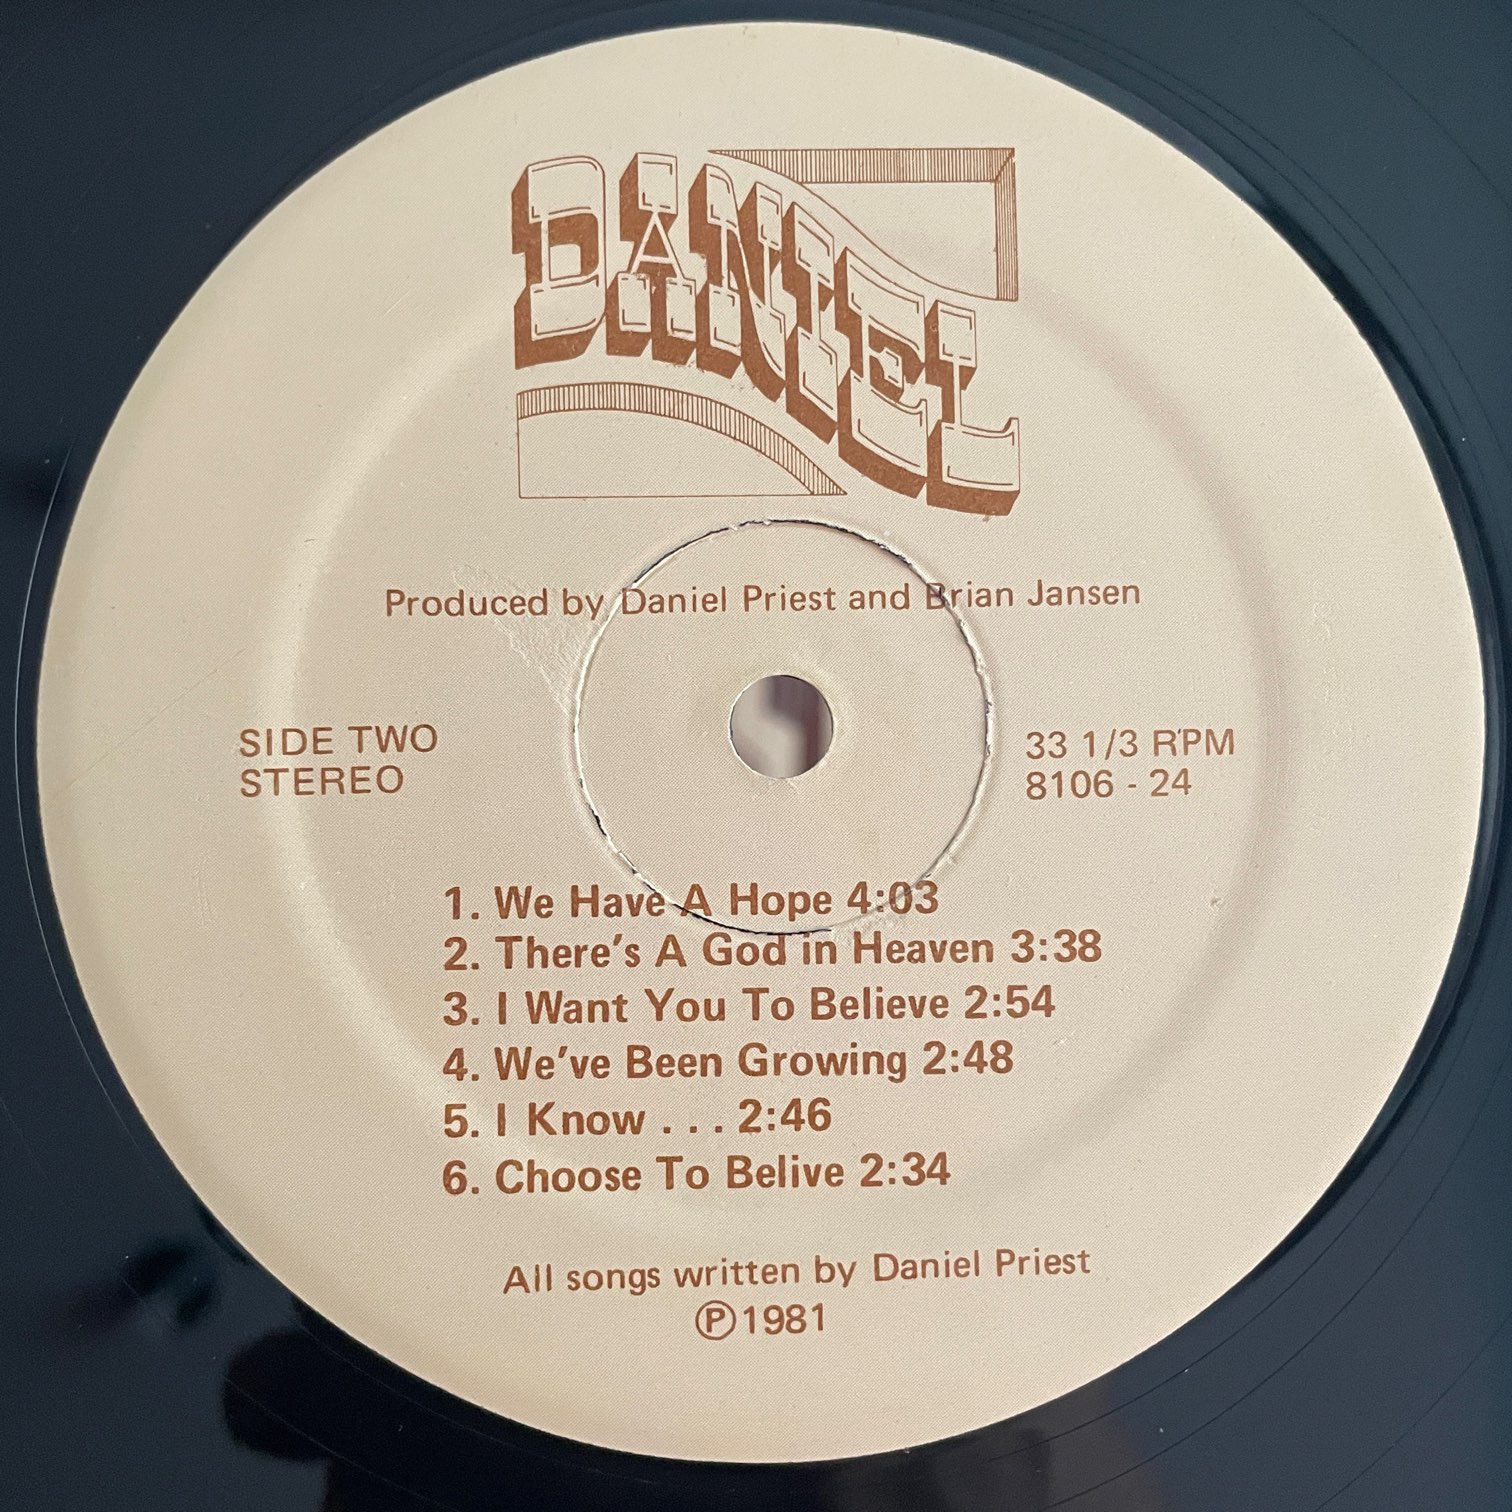 DANIEL
Produced by Daniel Priest and Brian Jansen
SIDE TWO
STEREO
33 1/3 RPM
8106 - 24
1. We Have A Hope 4:03
2. There's A God in Heaven 3:38
3. I Want You To Believe 2:54
4. We've Been Growing 2:48
5. I Know . . . 2:46
6. Choose To Belive 2:34
All songs written by Daniel Priest
℗1981